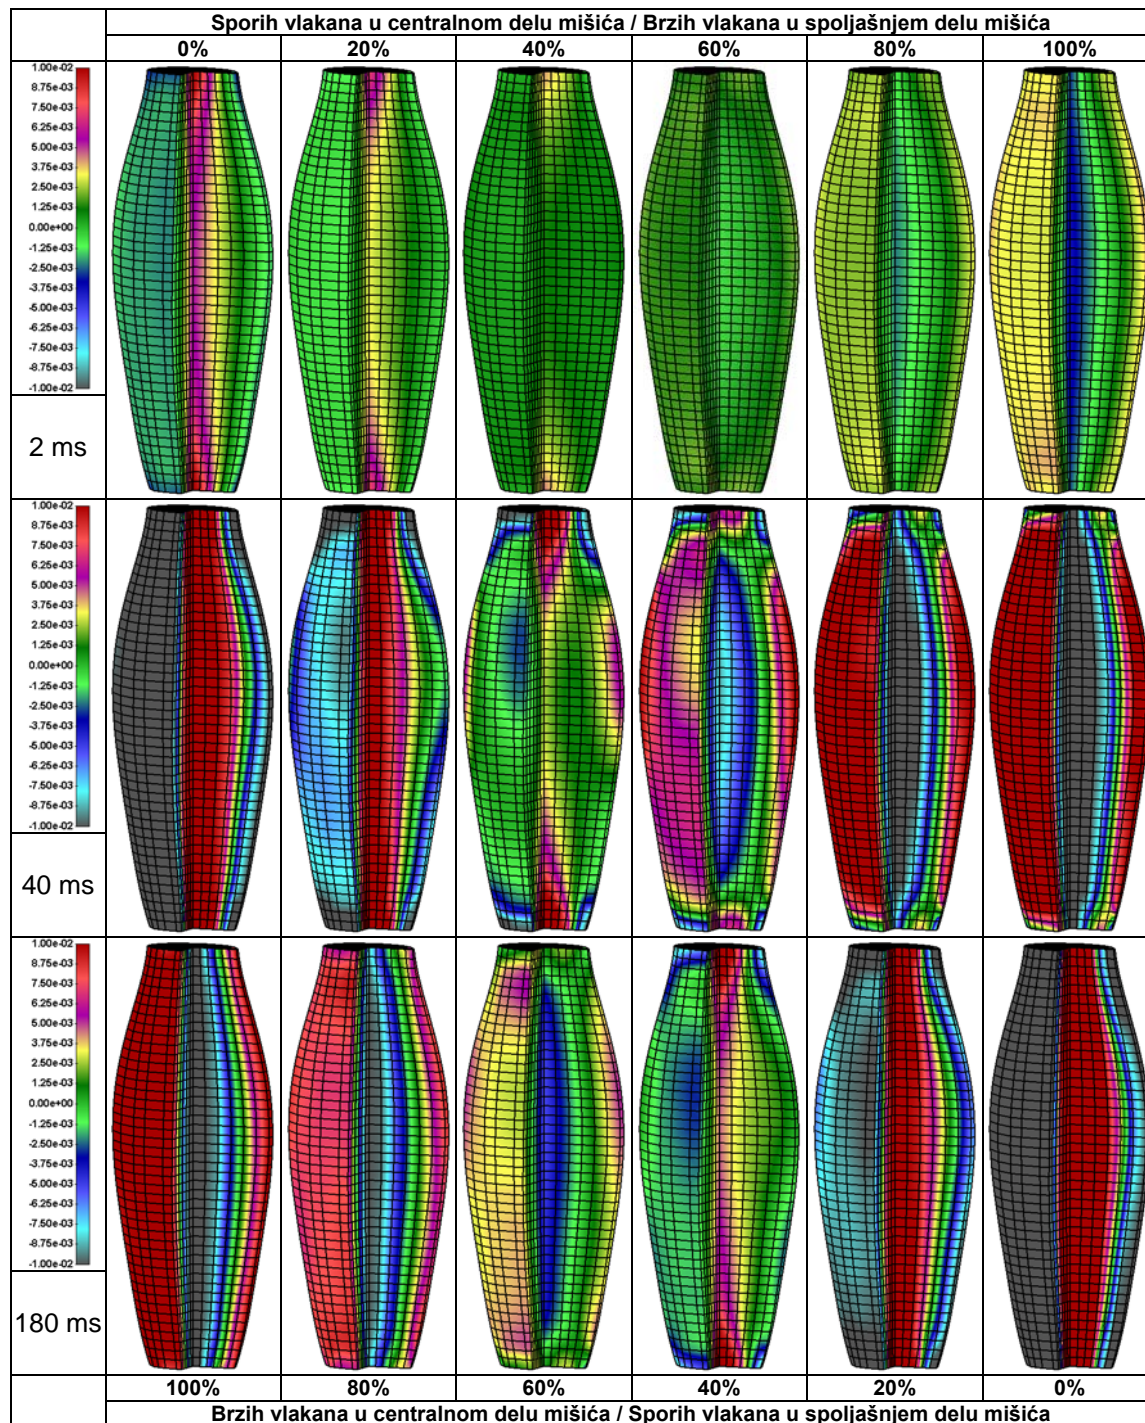 Sporih vlakana u centralnom delu mišića / Brzih vlakana u spoljašnjem delu mišića
0% 20% 40% 60% 80% 100%
1.00e-02
8.75e-03
7.50e-03
6.25e-03
5.00e-03
3.75e-03
2.50e-03
1.25e-03
0.00e+00
-1.25e-03
-2.50e-03
-3.75e-03
-5.00e-03
-6.25e-03
-7.50e-03
-8.75e-03
-1.00e-02
2 ms
1.00e-02
8.75e-03
7.50e-03
6.25e-03
5.00e-03
3.75e-03
2.50e-03
1.25e-03
0.00e+00
-1.25e-03
-2.50e-03
-3.75e-03
-5.00e-03
-6.25e-03
-7.50e-03
-8.75e-03
-1.00e-02
40 ms
1.00e-02
8.75e-03
7.50e-03
6.25e-03
5.00e-03
3.75e-03
2.50e-03
1.25e-03
0.00e+00
-1.25e-03
-2.50e-03
-3.75e-03
-5.00e-03
-6.25e-03
-7.50e-03
-8.75e-03
-1.00e-02
180 ms
100% 80% 60% 40% 20% 0%
Brzih vlakana u centralnom delu mišića / Sporih vlakana u spoljašnjem delu mišića